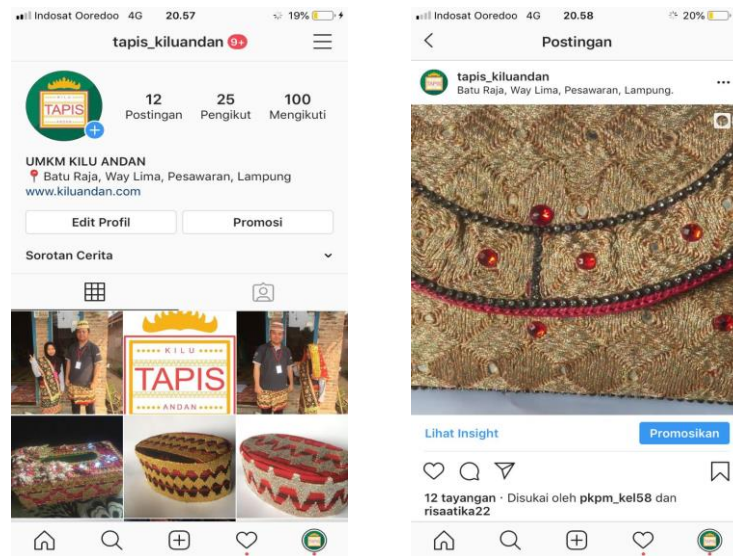 Indosat Ooredoo 4G 20.57 19%
tapis_kiluandan 9+
TAPIS
12 25 100
Postingan Pengikut Mengikuti
UMKM KILU ANDAN
Batu Raja, Way Lima, Pesawaran, Lampung
www.kiluandan.com
Edit Profil Promosi
Sorotan Cerita
KILU
TAPIS
ANDAN
Indosat Ooredoo 4G 20.58 20%
Postingan
tapis_kiluandan
Batu Raja, Way Lima, Pesawaran, Lampung.
Lihat Insight Promosikan
12 tayangan · Disukai oleh pkpm_kel58 dan
risaatika22